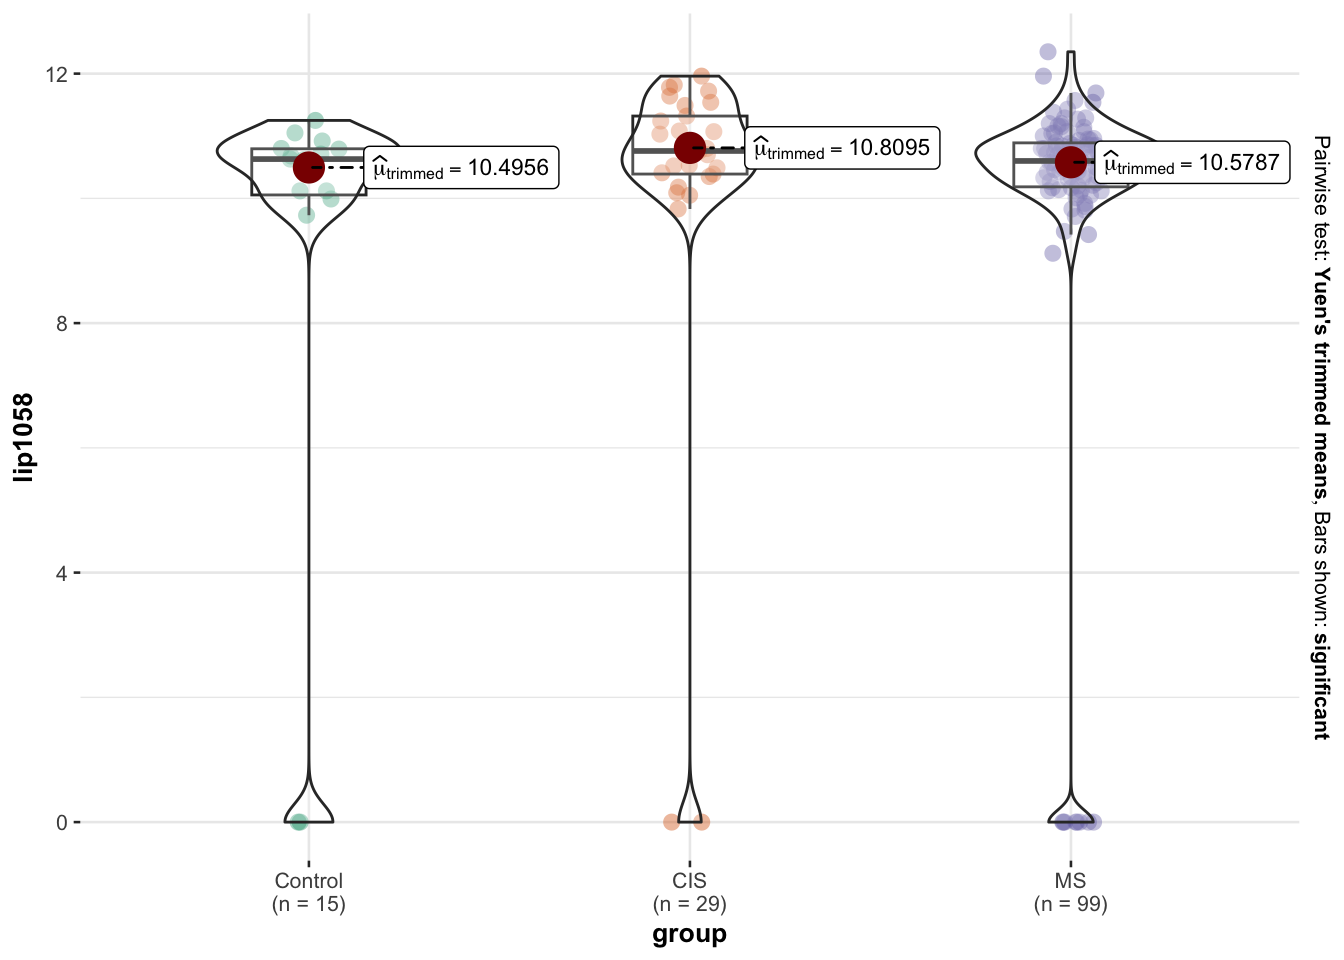 12
8
4
0
lip1058
μ̂trimmed = 10.4956
μ̂trimmed = 10.8095
μ̂trimmed = 10.5787
Control
(n = 15)
CIS
(n = 29)
MS
(n = 99)
group
Pairwise test: Yuen's trimmed means, Bars shown: significant